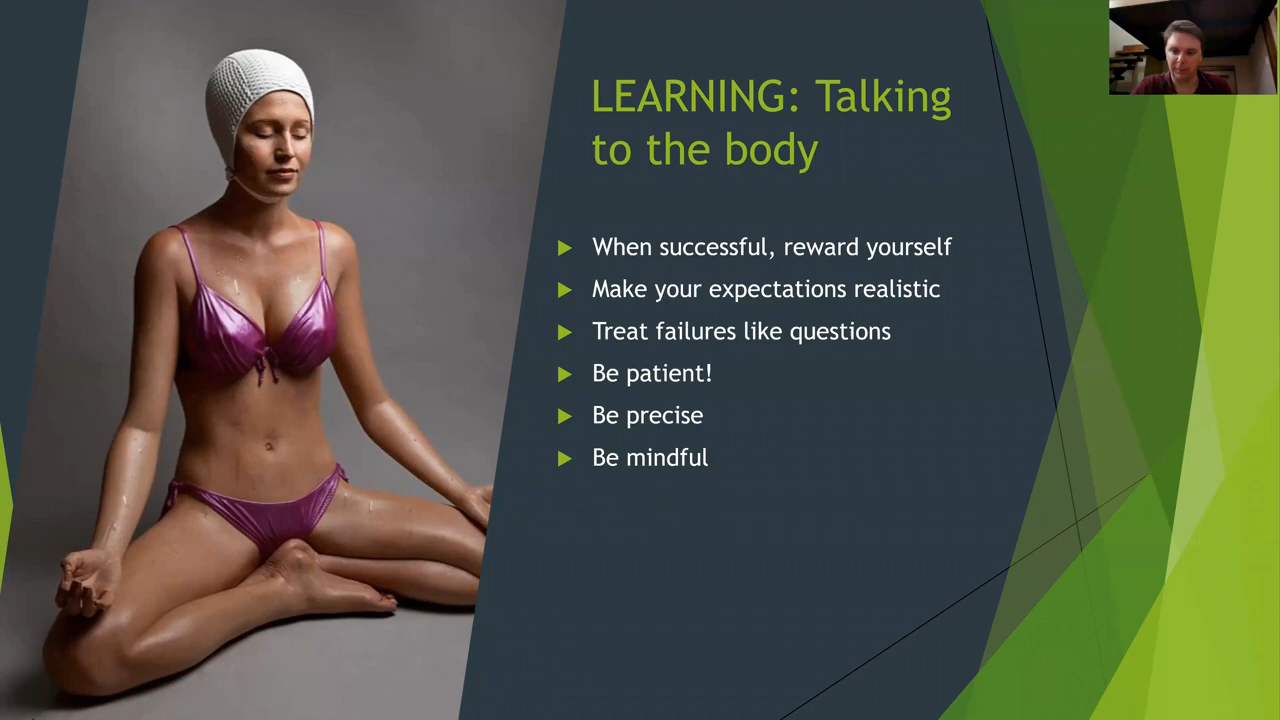 LEARNING: Talking
to the body
When successful, reward yourself
Make your expectations realistic
Treat failures like questions
Be patient!
Be precise
Be mindful